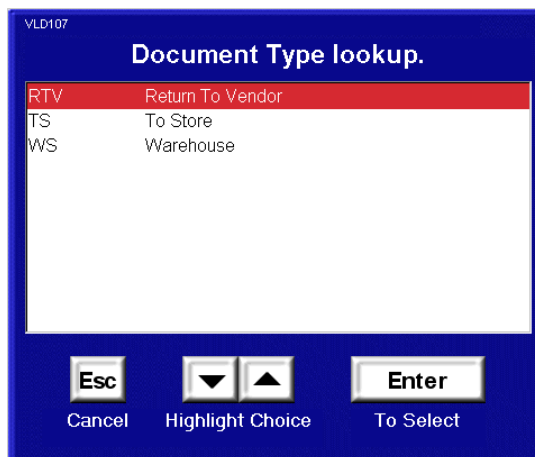 VLD107
Document Type lookup.
RTV Return To Vendor
TS To Store
WS Warehouse
Esc Enter
Cancel Highlight Choice To Select